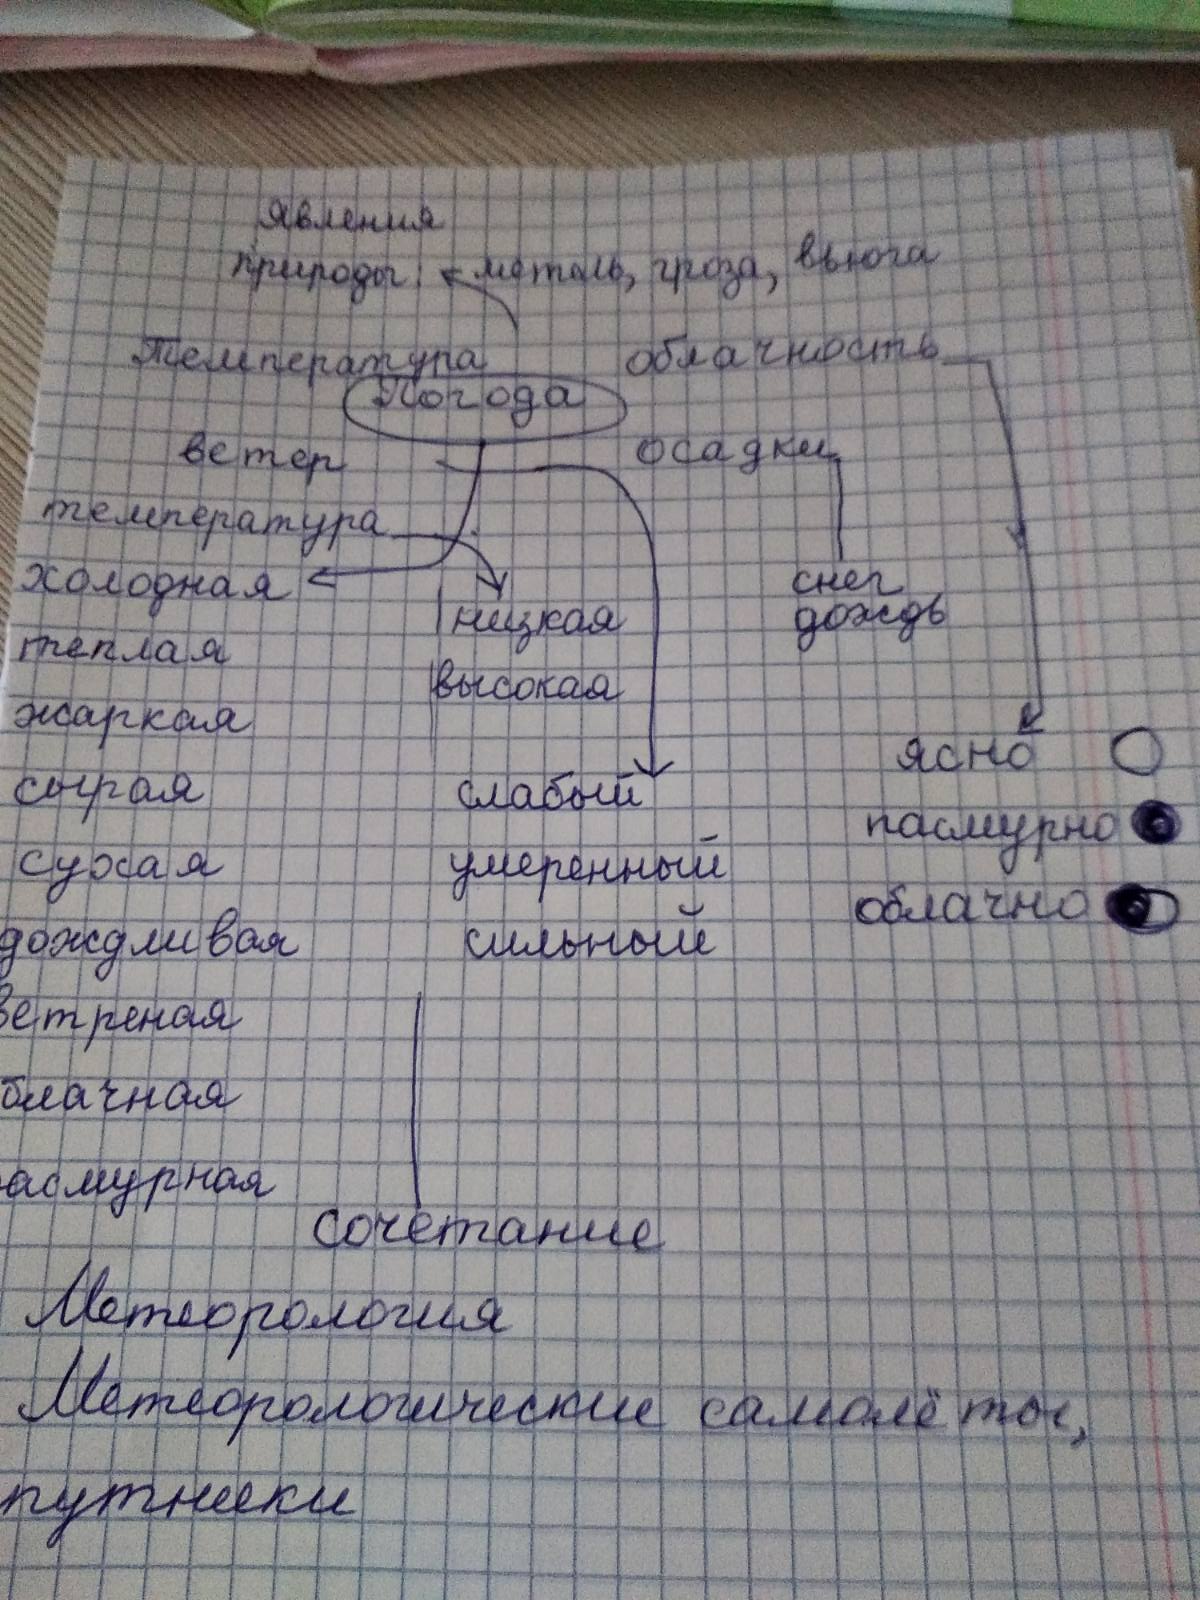 явления
природы: метель, гроза, вьюга
Температура облачность
Погода
ветер осадки
температура
холодная
снег
низкая
дождь
теплая
высокая
жаркая
ясно
сырая слабый
пасмурно
сухая умеренный
облачно
дождливая сильный
ветреная
блачная
асмурная
сочетание
Метеорология
Метеорологические самолёты,
путники